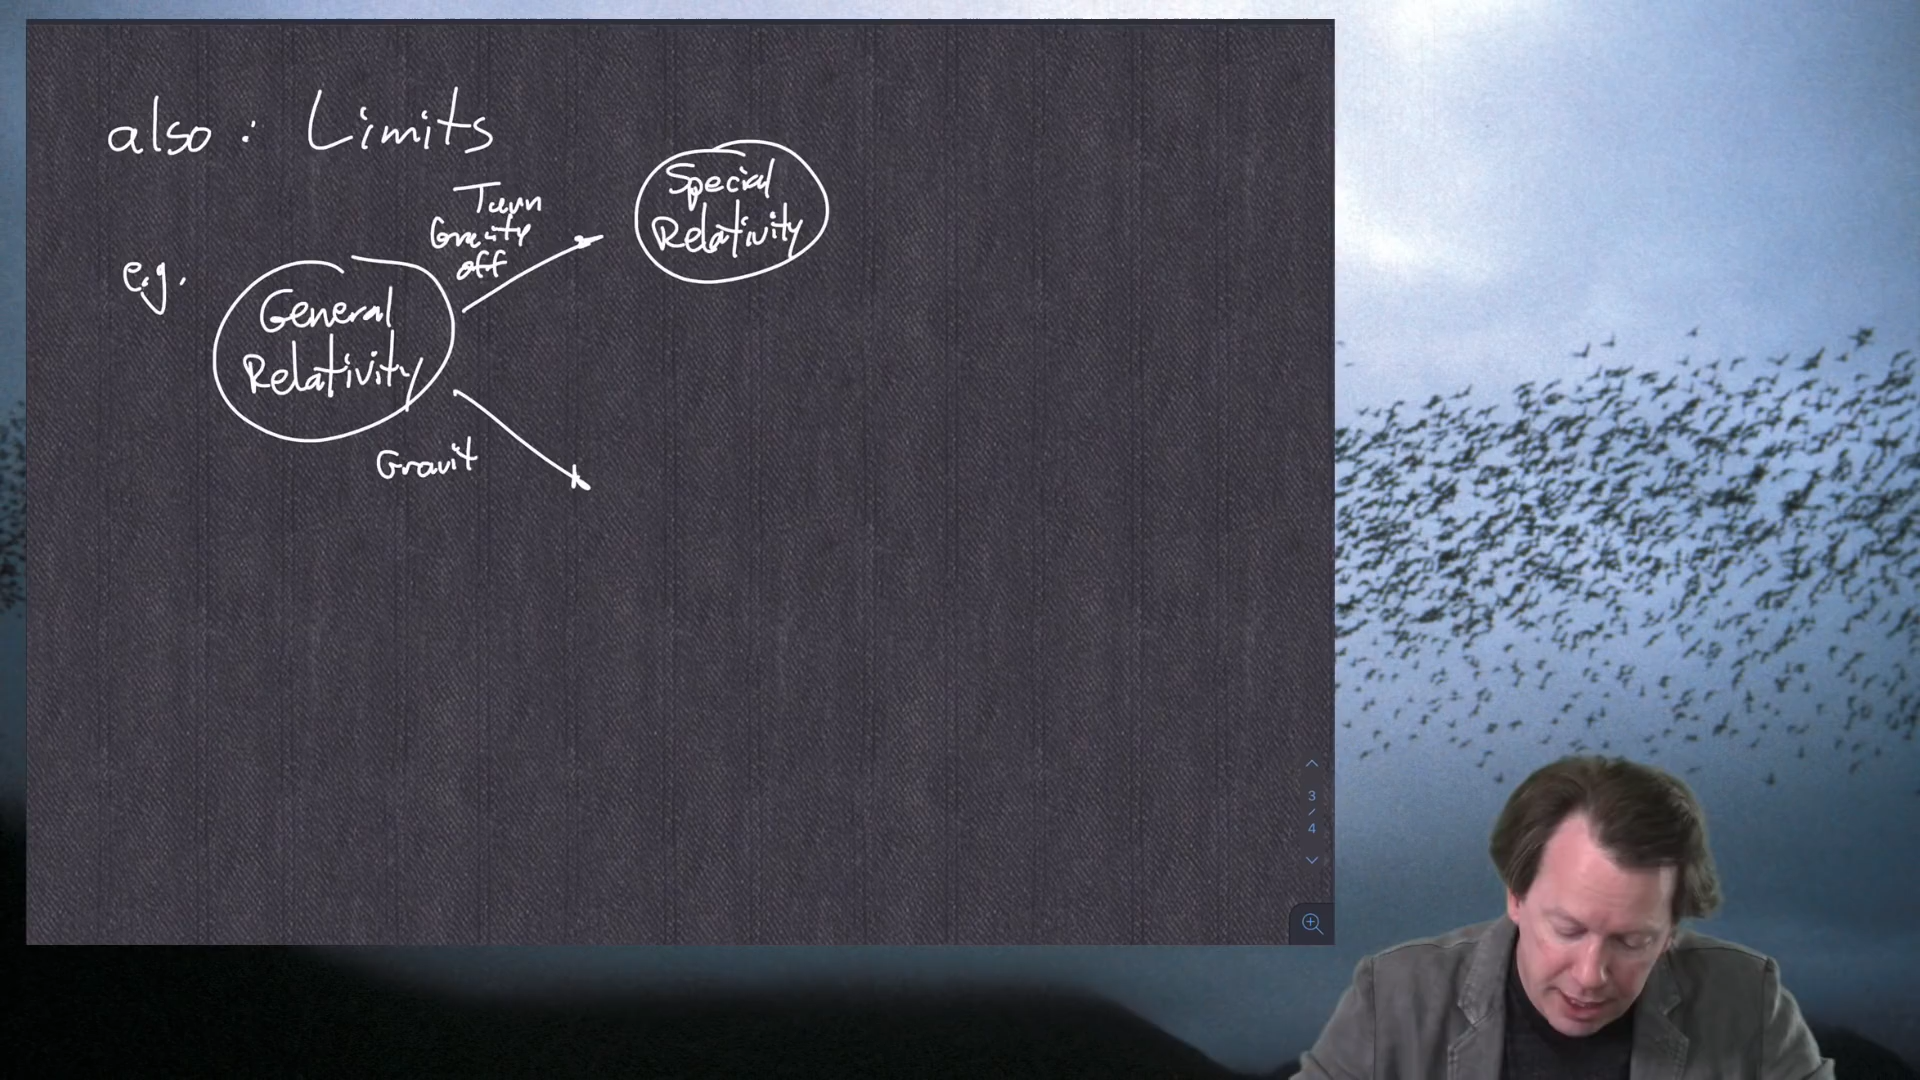 also : Limits
Turn
Gravity
off
Special
Relativity
e.g.
General
Relativity
Gravit
3
/
4